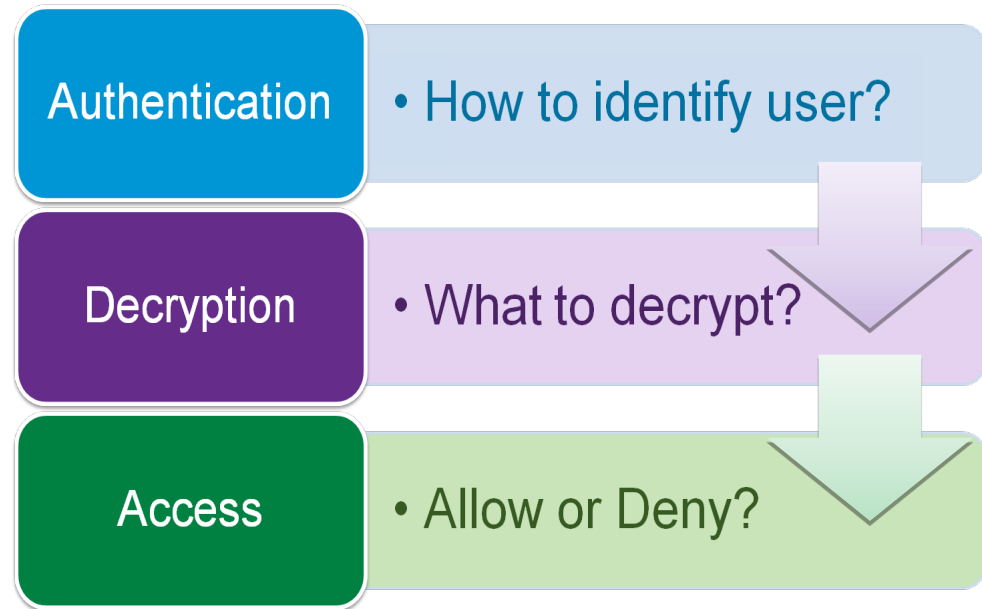 Authentication
• How to identify user?
Decryption
• What to decrypt?
Access
• Allow or Deny?